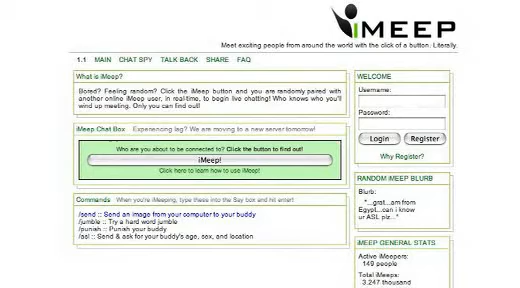 iMEEP
Meet exciting people from around the world with the click of a button. Literally.
1.1 MAIN CHAT SPY TALK BACK SHARE FAQ
What is iMeep?
Bored? Feeling random? Click the iMeep button and you are randomly paired with
another online iMeep user, in real-time, to begin live chatting! Who knows who you'll
wind up meeting. Only you can find out!
iMeep Chat Box Experiencing lag? We are moving to a new server tomorrow!
Who are you about to be connected to? Click the button to find out!
iMeep!
Click here to learn how to use iMeep!
Commands When you're iMeeping, type these into the Say box and hit enter!
/send :: Send an image from your computer to your buddy
/jumble :: Try a hard word jumble
/punish :: Punish your buddy
/asl :: Send & ask for your buddy's age, sex, and location
WELCOME
Username:
Password:
Login Register
Why Register?
RANDOM iMEEP BLURB
Blurb:
"...grat...am from
Egypt...can i know
ur ASL plz..."
iMEEP GENERAL STATS
Active iMeepers:
149 people
Total iMeeps:
3.247 thousand